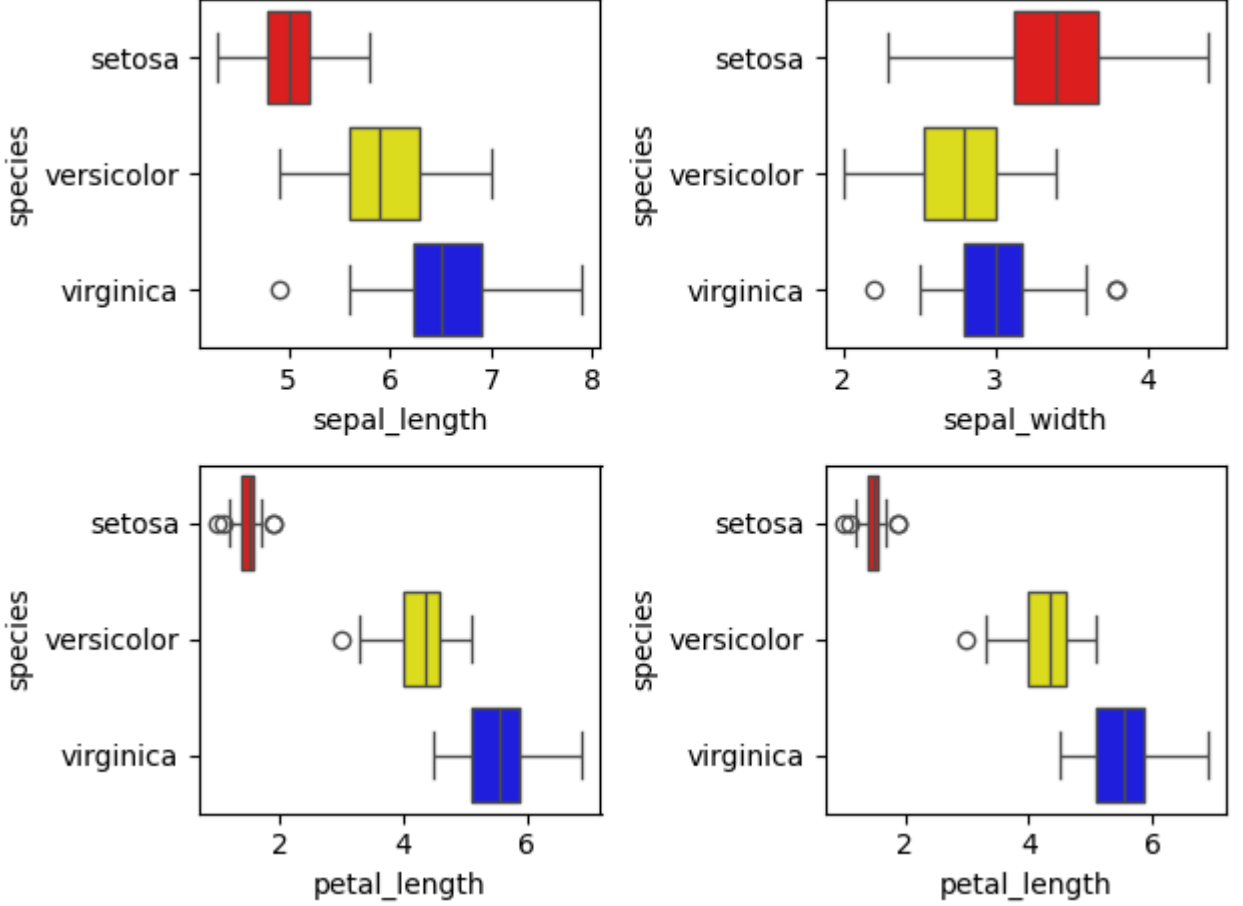 setosa
versicolor
virginica
species
5 6 7 8
sepal_length
setosa
versicolor
virginica
species
2 3 4
sepal_width
setosa
versicolor
virginica
species
2 4 6
petal_length
setosa
versicolor
virginica
species
2 4 6
petal_length